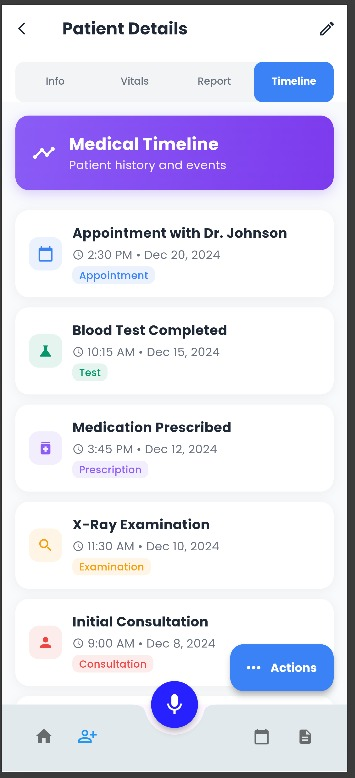 Patient Details
Info
Vitals
Report
Timeline
Medical Timeline
Patient history and events
Appointment with Dr. Johnson
2:30 PM • Dec 20, 2024
Appointment
Blood Test Completed
10:15 AM • Dec 15, 2024
Test
Medication Prescribed
3:45 PM • Dec 12, 2024
Prescription
X-Ray Examination
11:30 AM • Dec 10, 2024
Examination
Initial Consultation
9:00 AM • Dec 8, 2024
Consultation
Actions